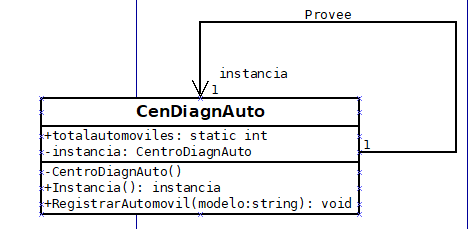 Provee
instancia
1
CenDiagnAuto
+totalautomoviles: static int
-instancia: CentroDiagnAuto
1
-CentroDiagnAuto()
+Instancia(): instancia
+RegistrarAutomovil(modelo:string): void